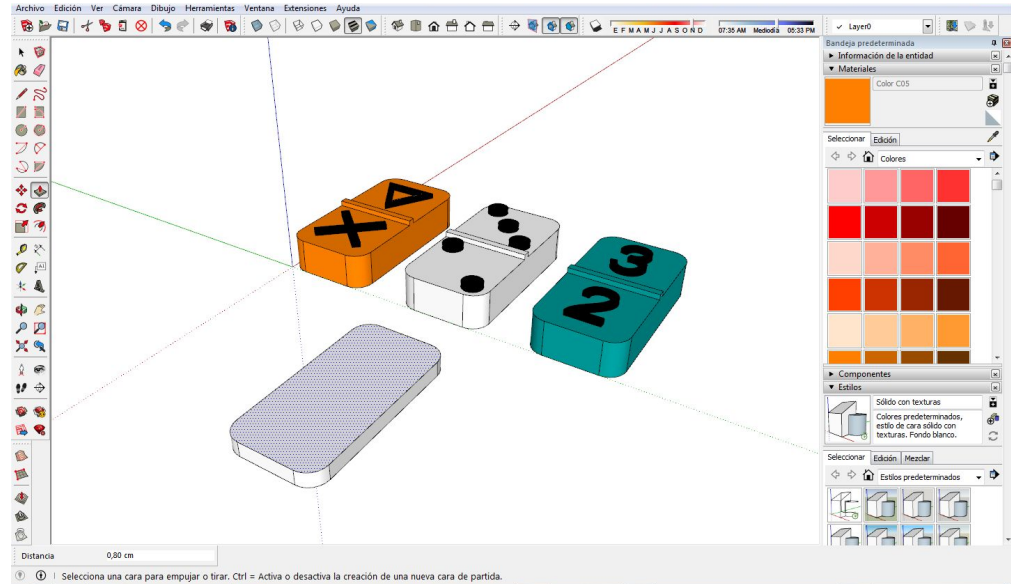 Archivo Edición Ver Cámara Dibujo Herramientas Ventana Extensiones Ayuda
E F M A M J J A S O N D 07:35 AM Mediodía 05:33 PM Layer0
Bandeja predeterminada
Información de la entidad
Materiales
Color C05
Seleccionar Edición
Colores
Componentes
Estilos
Sólido con texturas
Colores predeterminados,
estilo de cara sólido con
texturas. Fondo blanco.
Seleccionar Edición Mezclar
Estilos predeterminados
3
2
Distancia 0,80 cm
Selecciona una cara para empujar o tirar. Ctrl = Activa o desactiva la creación de una nueva cara de partida.